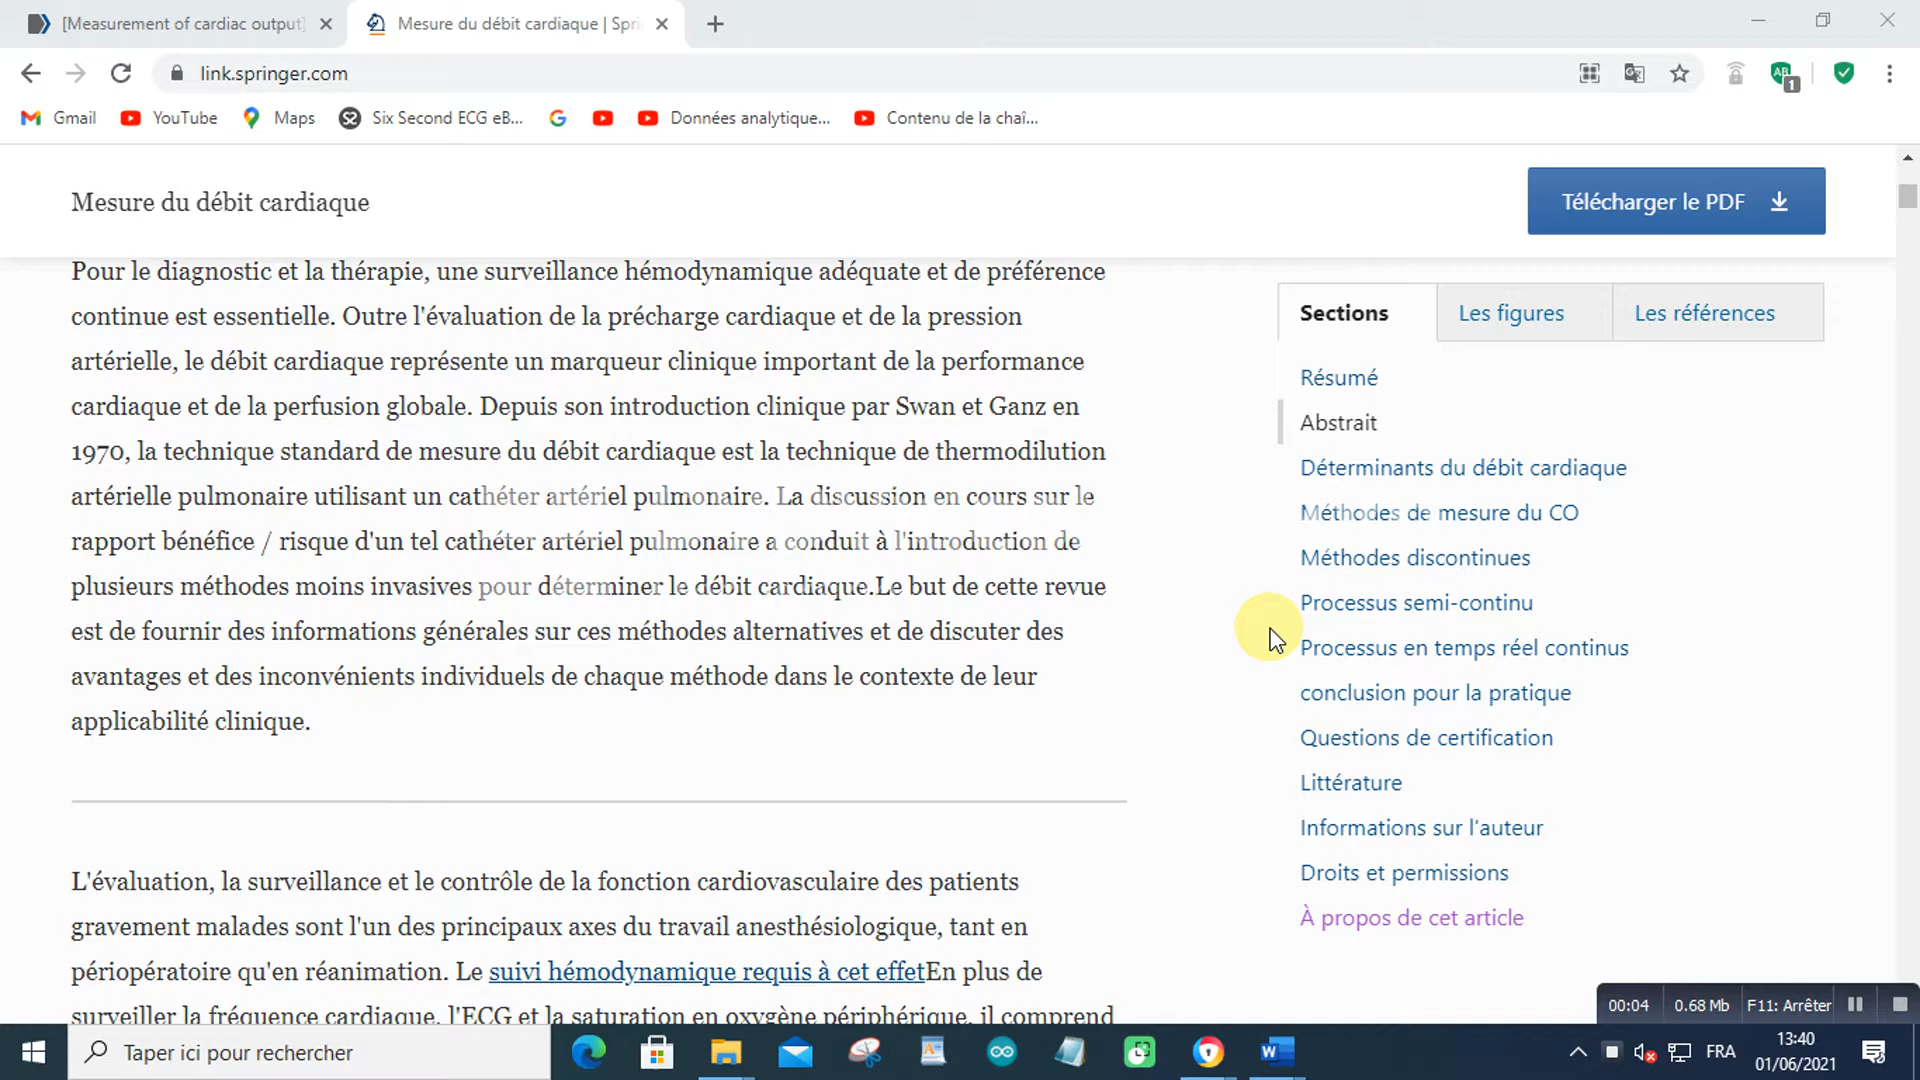 [Measurement of cardiac output]
Mesure du débit cardiaque | Spri
link.springer.com
AB
1
Gmail
YouTube
Maps
S2
Six Second ECG eB...
Données analytique...
Contenu de la chaî...
Mesure du débit cardiaque
Télécharger le PDF
Pour le diagnostic et la thérapie, une surveillance hémodynamique adéquate et de préférence
continue est essentielle. Outre l'évaluation de la précharge cardiaque et de la pression
artérielle, le débit cardiaque représente un marqueur clinique important de la performance
cardiaque et de la perfusion globale. Depuis son introduction clinique par Swan et Ganz en
1970, la technique standard de mesure du débit cardiaque est la technique de thermodilution
artérielle pulmonaire utilisant un cathéter artériel pulmonaire. La discussion en cours sur le
rapport bénéfice / risque d'un tel cathéter artériel pulmonaire a conduit à l'introduction de
plusieurs méthodes moins invasives pour déterminer le débit cardiaque.Le but de cette revue
est de fournir des informations générales sur ces méthodes alternatives et de discuter des
avantages et des inconvénients individuels de chaque méthode dans le contexte de leur
applicabilité clinique.
L'évaluation, la surveillance et le contrôle de la fonction cardiovasculaire des patients
gravement malades sont l'un des principaux axes du travail anesthésiologique, tant en
périopératoire qu'en réanimation. Le suivi hémodynamique requis à cet effetEn plus de
surveiller la fréquence cardiaque, l'ECG et la saturation en oxygène périphérique, il comprend
Sections
Les figures
Les références
Résumé
Abstrait
Déterminants du débit cardiaque
Méthodes de mesure du CO
Méthodes discontinues
Processus semi-continu
Processus en temps réel continus
conclusion pour la pratique
Questions de certification
Littérature
Informations sur l'auteur
Droits et permissions
À propos de cet article
00:04
0.68 Mb
F11: Arrêter
Taper ici pour rechercher
FRA
13:40
01/06/2021